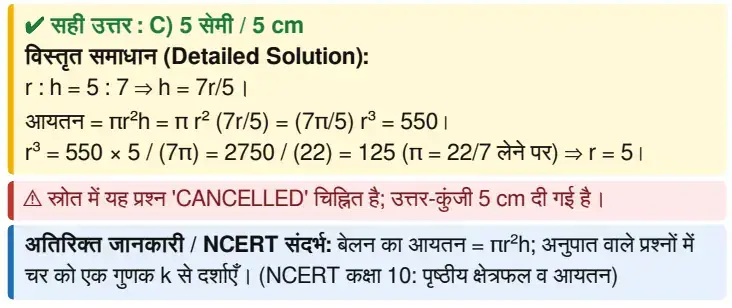 ✔ सही उत्तर : C) 5 सेमी / 5 cm
विस्तृत समाधान (Detailed Solution):
r : h = 5 : 7 ⇒ h = 7r/5 ।
आयतन = πr²h = π r² (7r/5) = (7π/5) r³ = 550।
r³ = 550 × 5 / (7π) = 2750 / (22) = 125 (π = 22/7 लेने पर) ⇒ r = 5।
⚠ स्रोत में यह प्रश्न 'CANCELLED' चिह्नित है; उत्तर-कुंजी 5 cm दी गई है।
अतिरिक्त जानकारी / NCERT संदर्भ: बेलन का आयतन = πr²h; अनुपात वाले प्रश्नों में
चर को एक गुणक k से दर्शाएँ। (NCERT कक्षा 10: पृष्ठीय क्षेत्रफल व आयतन)